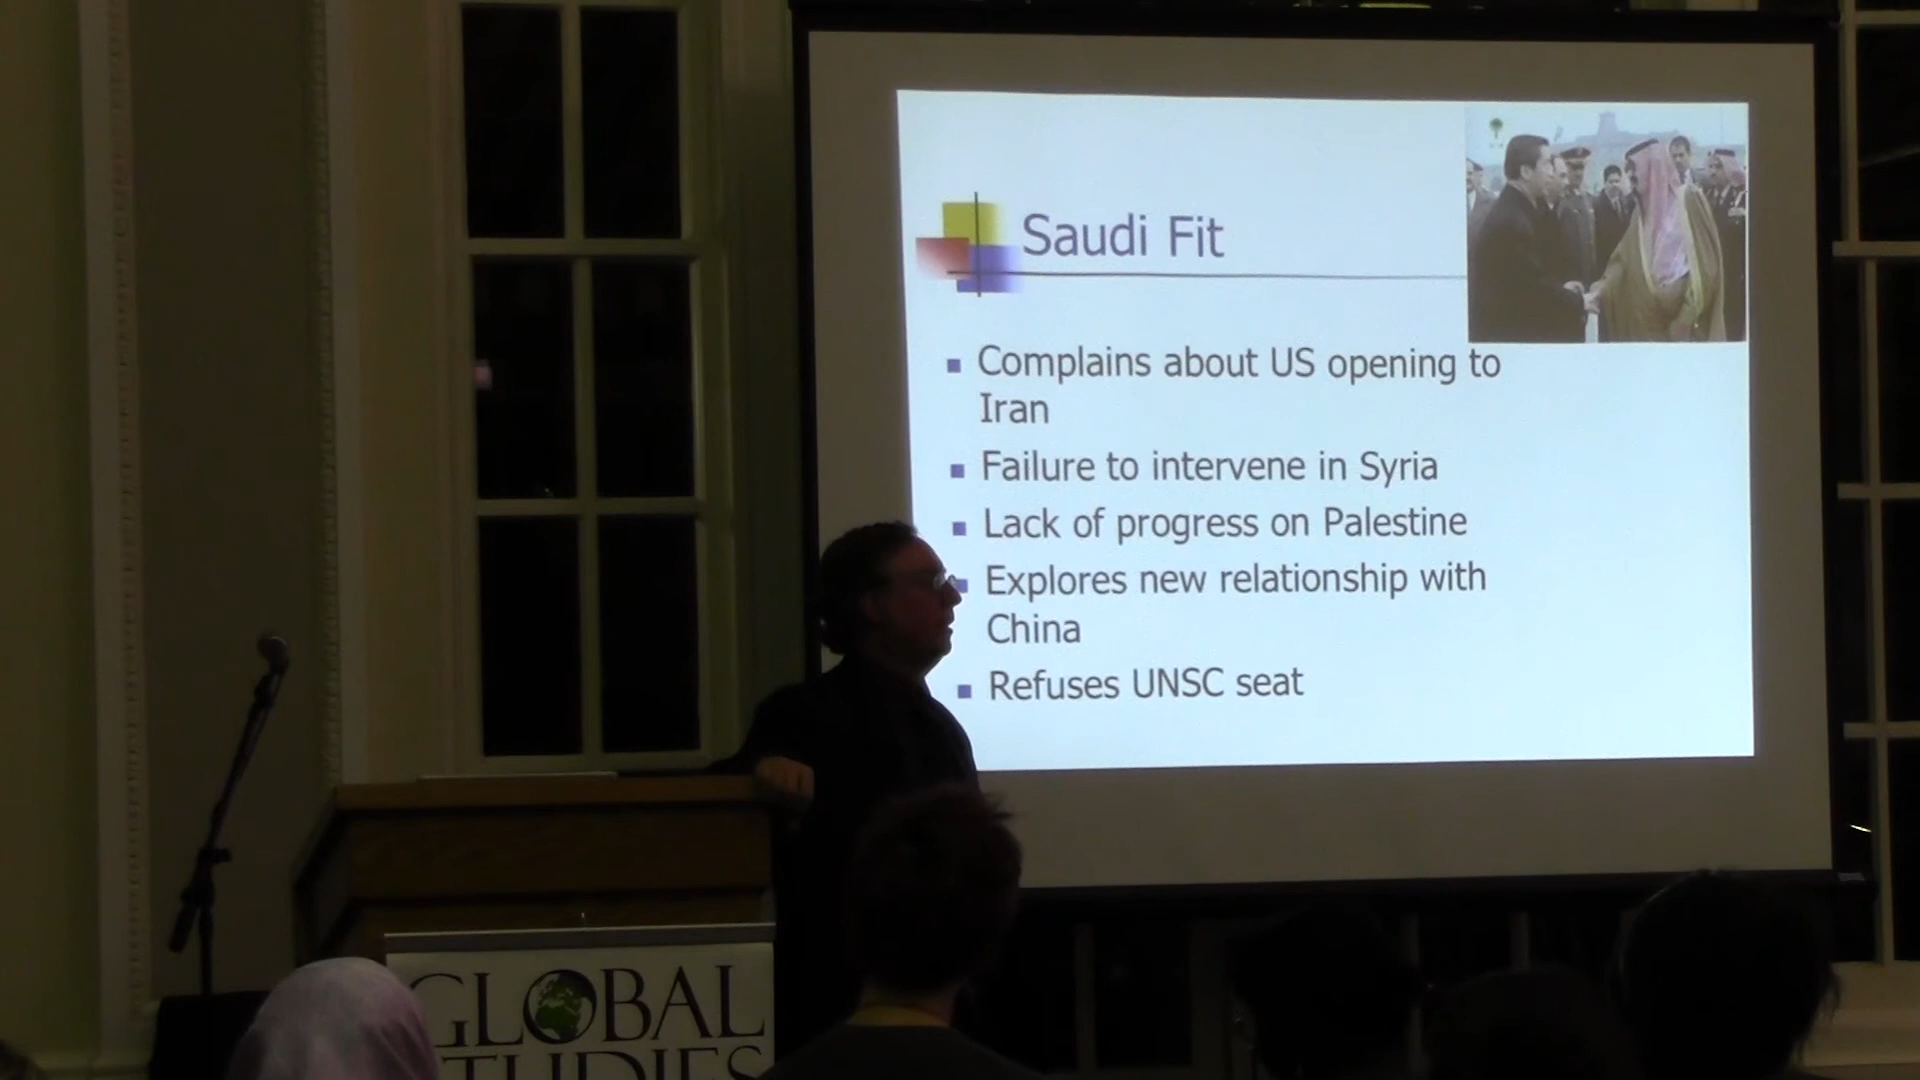 Saudi Fit
Complains about US opening to
Iran
Failure to intervene in Syria
Lack of progress on Palestine
Explores new relationship with
China
Refuses UNSC seat
GLOBAL
STUDIES